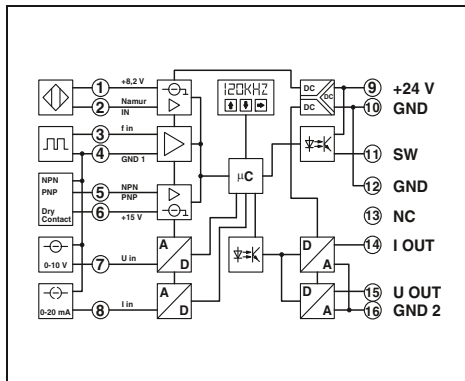 1 +8,2 V
2 Namur
IN
3 f in
4 GND 1
NPN
PNP
5 NPN
PNP
Dry
Contact
6 +15 V
0-10 V
7 U in
0-20 mA
8 I in
A
D
A
D
120KHZ
µC
DC
DC
DC
D
A
D
A
9 +24 V
10 GND
11 SW
12 GND
13 NC
14 I OUT
15 U OUT
16 GND 2